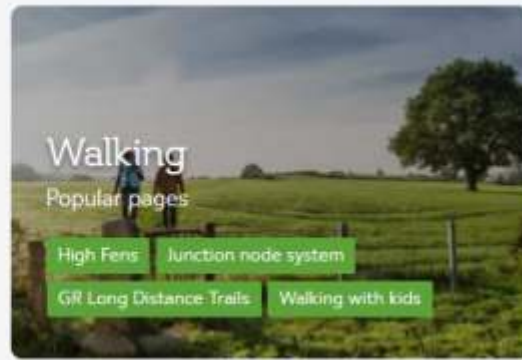 Walking
Popular pages
High Fens Junction node system
GR Long Distance Trails Walking with kids